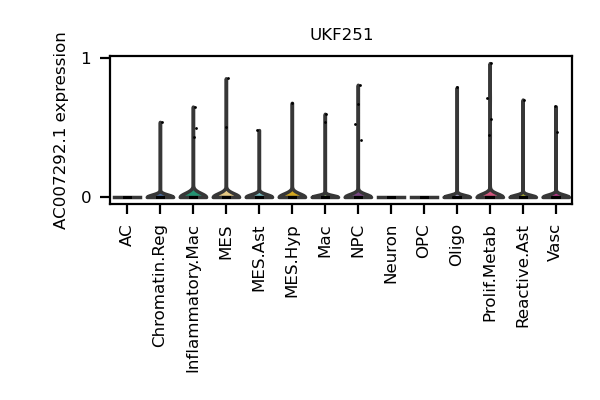 UKF251
AC007292.1 expression
1
0
AC
Chromatin.Reg
Inflammatory.Mac
MES
MES.Ast
MES.Hyp
Mac
NPC
Neuron
OPC
Oligo
Prolif.Metab
Reactive.Ast
Vasc